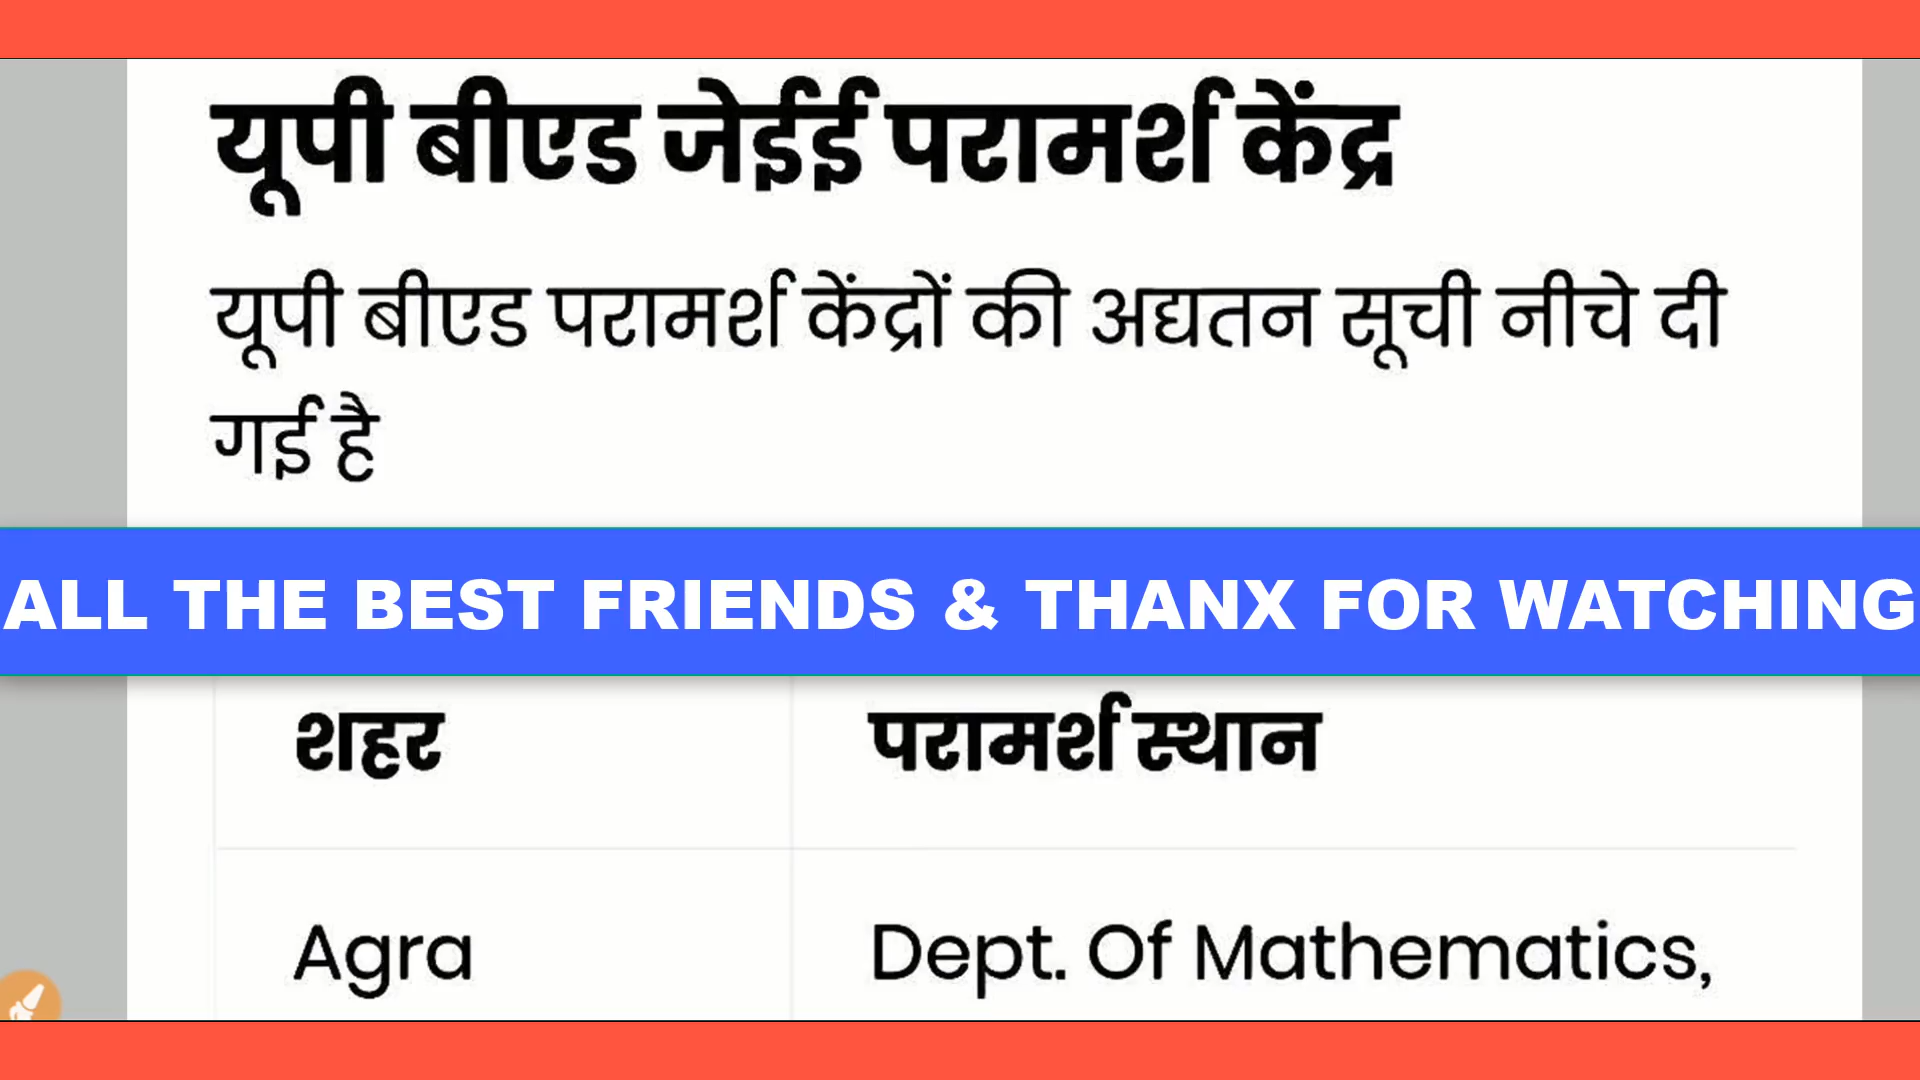 यूपी बीएड जेईई परामर्श केंद्र
यूपी बीएड परामर्श केंद्रों की अद्यतन सूची नीचे दी
गई है
ALL THE BEST FRIENDS & THANX FOR WATCHING
शहर परामर्श स्थान
Agra Dept. Of Mathematics,